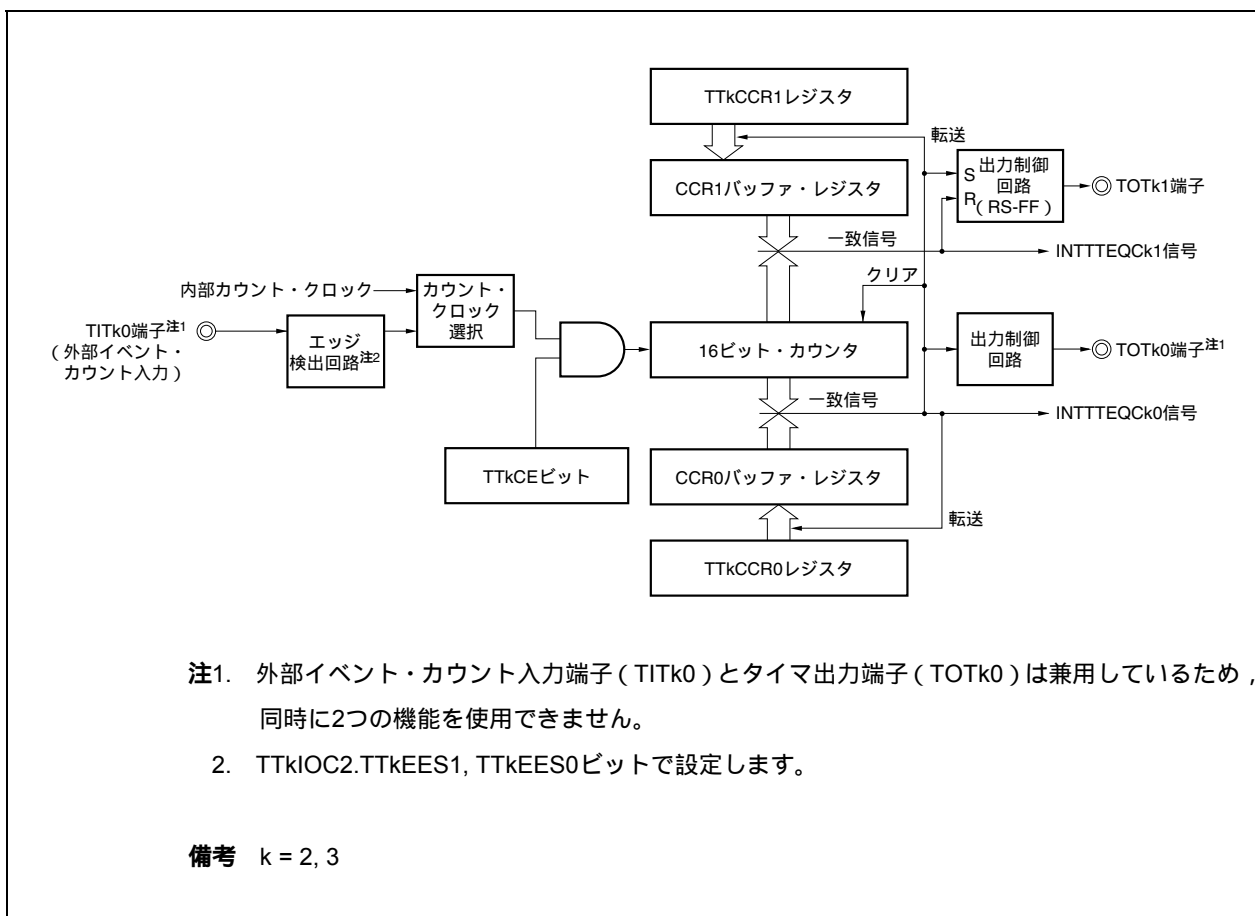 TTkCCR1レジスタ
転送
CCR1バッファ・レジスタ
S 出力制御
回路
R ( RS-FF )
TOTk1端子
一致信号
INTTTEQCk1信号
クリア
内部カウント・クロック
カウント・
クロック
選択
TITk0端子注1
( 外部イベント・
カウント入力 )
エッジ
検出回路注2
16ビット・カウンタ
出力制御
回路
TOTk0端子注1
一致信号
INTTTEQCk0信号
TTkCEビット
CCR0バッファ・レジスタ
転送
TTkCCR0レジスタ
注1. 外部イベント・カウント入力端子 ( TITk0 ) とタイマ出力端子 ( TOTk0 ) は兼用しているため ,
同時に2つの機能を使用できません。
2. TTkIOC2.TTkEES1, TTkEES0ビットで設定します。
備考 k = 2, 3